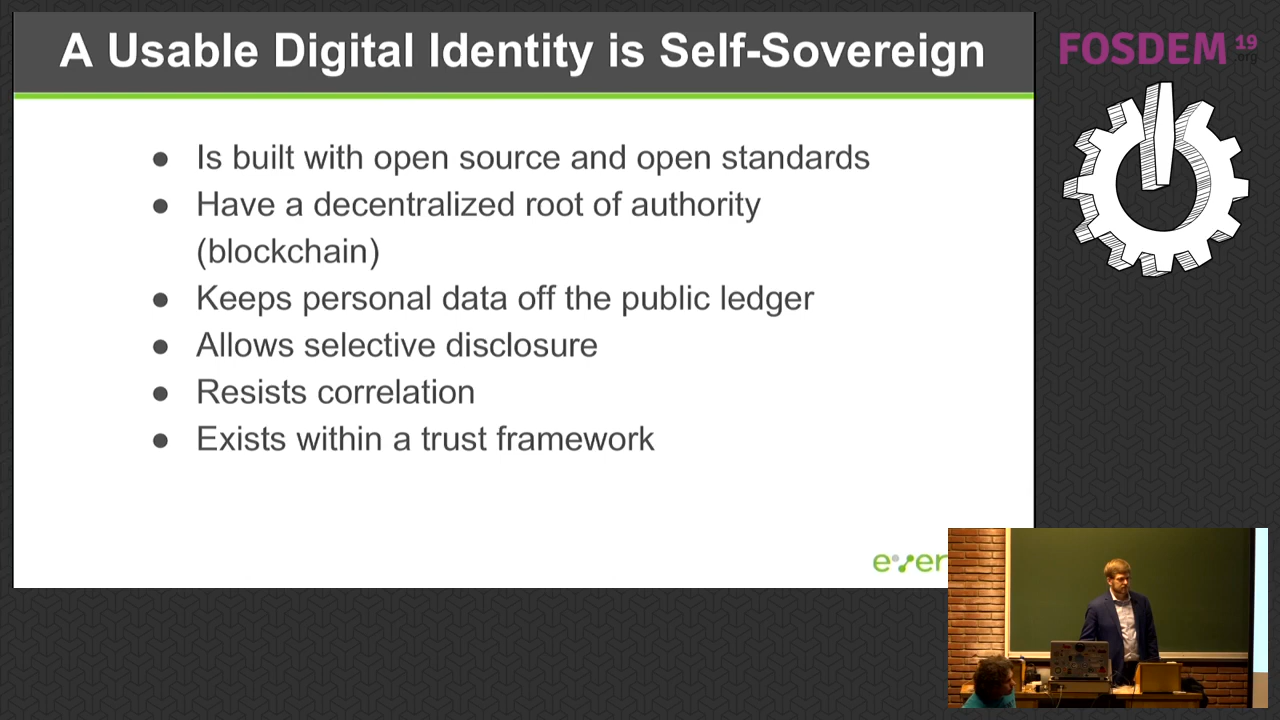 A Usable Digital Identity is Self-Sovereign
FOSDEM 19
.org
● Is built with open source and open standards
● Have a decentralized root of authority
(blockchain)
● Keeps personal data off the public ledger
● Allows selective disclosure
● Resists correlation
● Exists within a trust framework